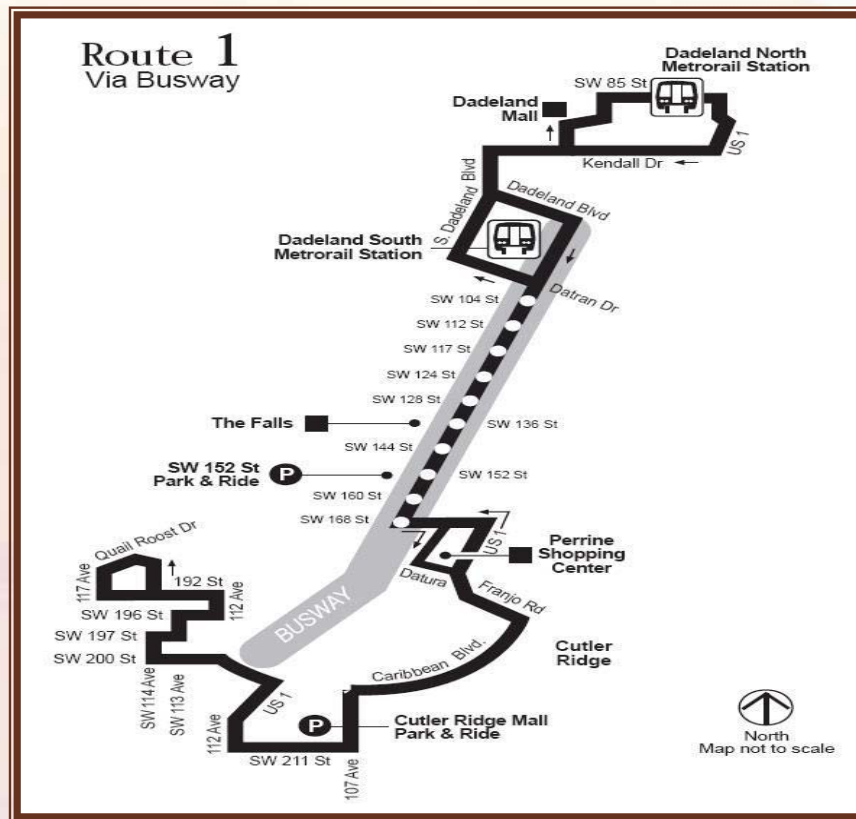 Route 1
Via Busway
Dadeland North
Metrorail Station
SW 85 St
Dadeland
Mall
US 1
Kendall Dr
S. Dadeland Blvd
Dadeland Blvd
Dadeland South
Metrorail Station
Datran Dr
SW 104 St
SW 112 St
SW 117 St
SW 124 St
SW 128 St
The Falls
SW 136 St
SW 144 St
SW 152 St
Park & Ride
P
SW 152 St
SW 160 St
SW 168 St
US 1
Perrine
Shopping
Center
Datura
Franjo Rd
Quail Roost Dr
117 Ave
192 St
112 Ave
SW 196 St
SW 197 St
SW 200 St
BUSWAY
Cutler
Ridge
Caribbean Blvd.
SW 114 Ave
SW 113 Ave
US 1
112 Ave
P
Cutler Ridge Mall
Park & Ride
SW 211 St
107 Ave
North
Map not to scale